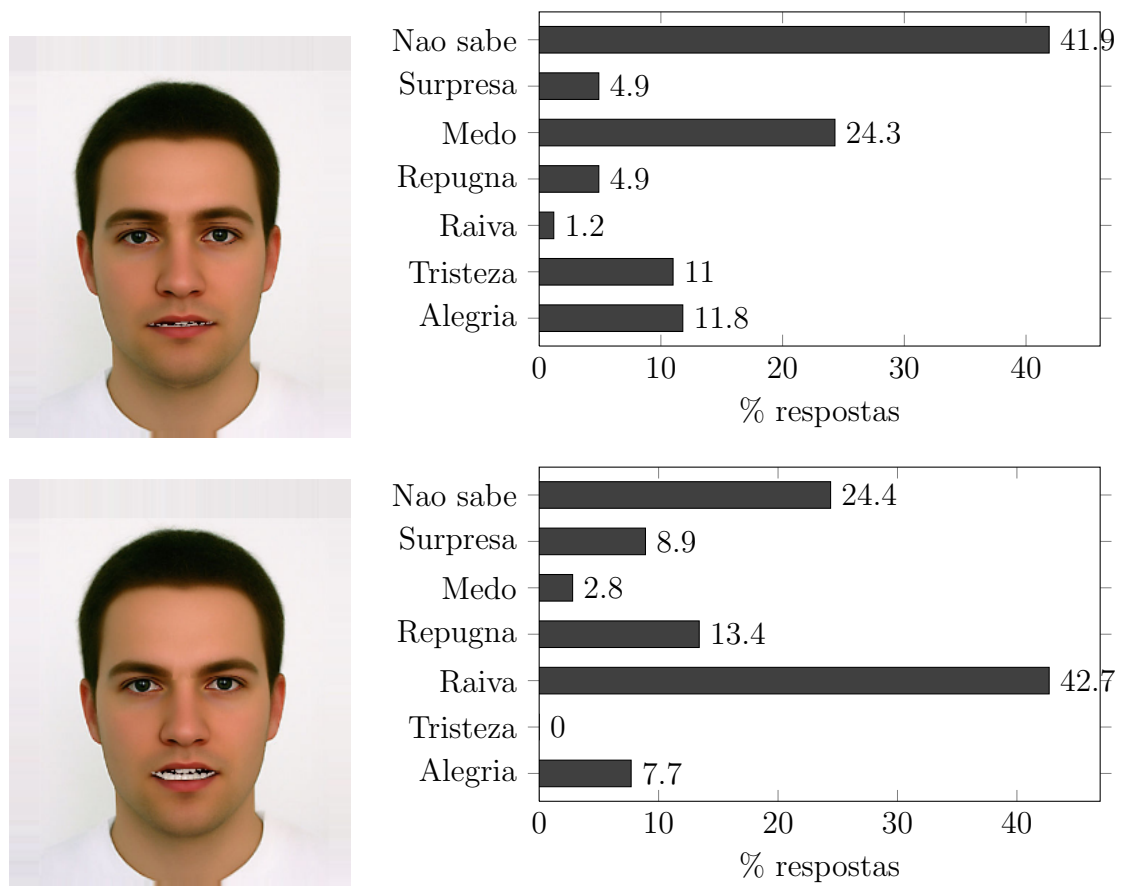 Nao sabe 41.9
Surpresa 4.9
Medo 24.3
Repugna 4.9
Raiva 1.2
Tristeza 11
Alegria 11.8
0 10 20 30 40
% respostas
Nao sabe 24.4
Surpresa 8.9
Medo 2.8
Repugna 13.4
Raiva 42.7
Tristeza 0
Alegria 7.7
0 10 20 30 40
% respostas